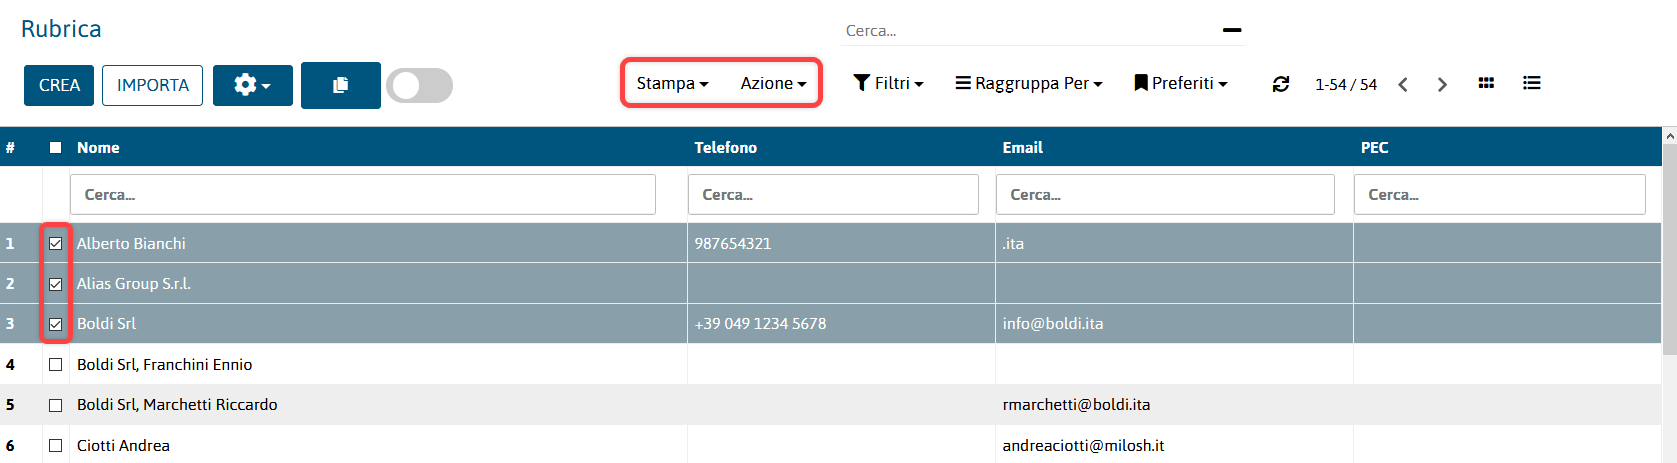 Rubrica
Cerca...
CREA IMPORTA Stampa Azione Filtri Raggruppa Per Preferiti 1-54 / 54
# Nome Telefono Email PEC
Cerca... Cerca... Cerca... Cerca...
1 Alberto Bianchi 987654321 .ita
2 Alias Group S.r.l.
3 Boldi Srl +39 049 1234 5678 info@boldi.ita
4 Boldi Srl, Franchini Ennio
5 Boldi Srl, Marchetti Riccardo rmarchetti@boldi.ita
6 Ciotti Andrea andreaciotti@milosh.it